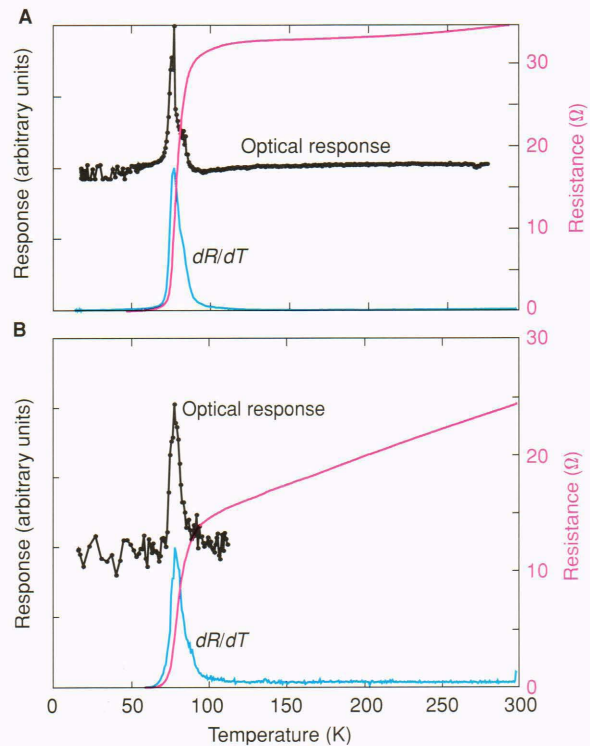 A
Response (arbitrary units)
Optical response
dR/dT
30
20
10
0
Resistance (Ω)
B
Response (arbitrary units)
Optical response
dR/dT
30
25
20
10
0
Resistance (Ω)
0 50 100 150 200 250 300
Temperature (K)